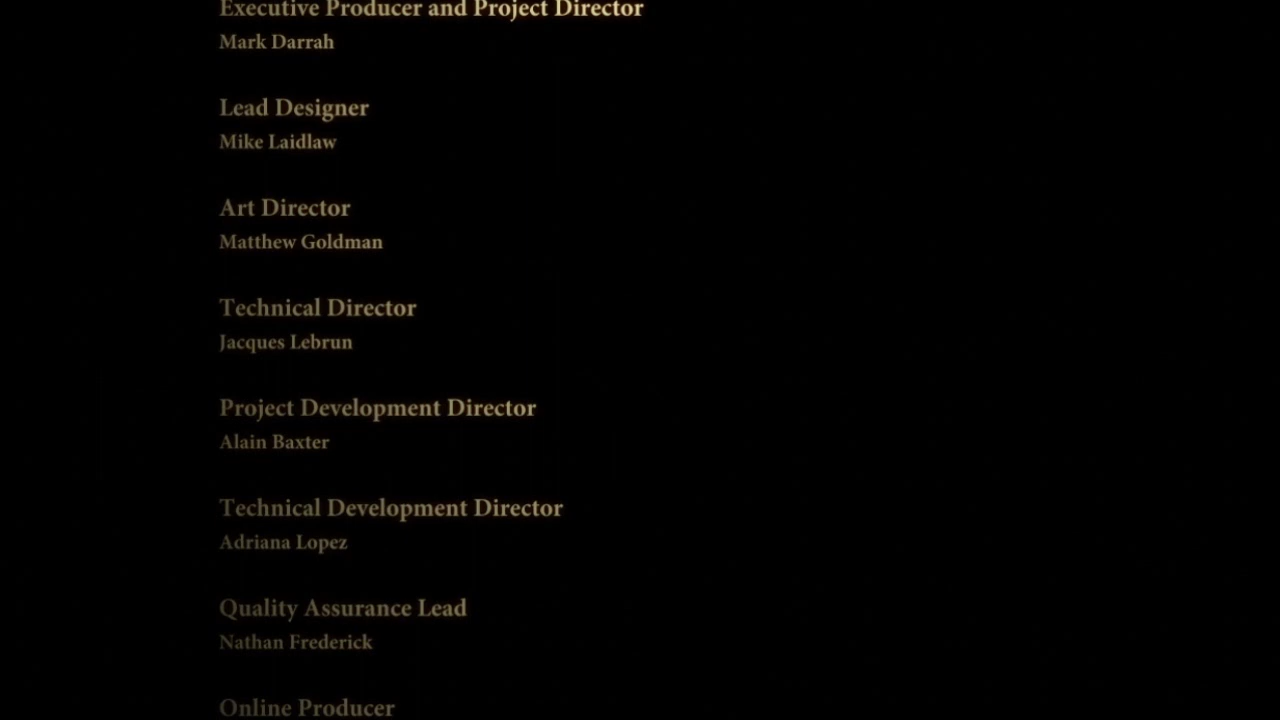 Executive Producer and Project Director
Mark Darrah
Lead Designer
Mike Laidlaw
Art Director
Matthew Goldman
Technical Director
Jacques Lebrun
Project Development Director
Alain Baxter
Technical Development Director
Adriana Lopez
Quality Assurance Lead
Nathan Frederick
Online Producer